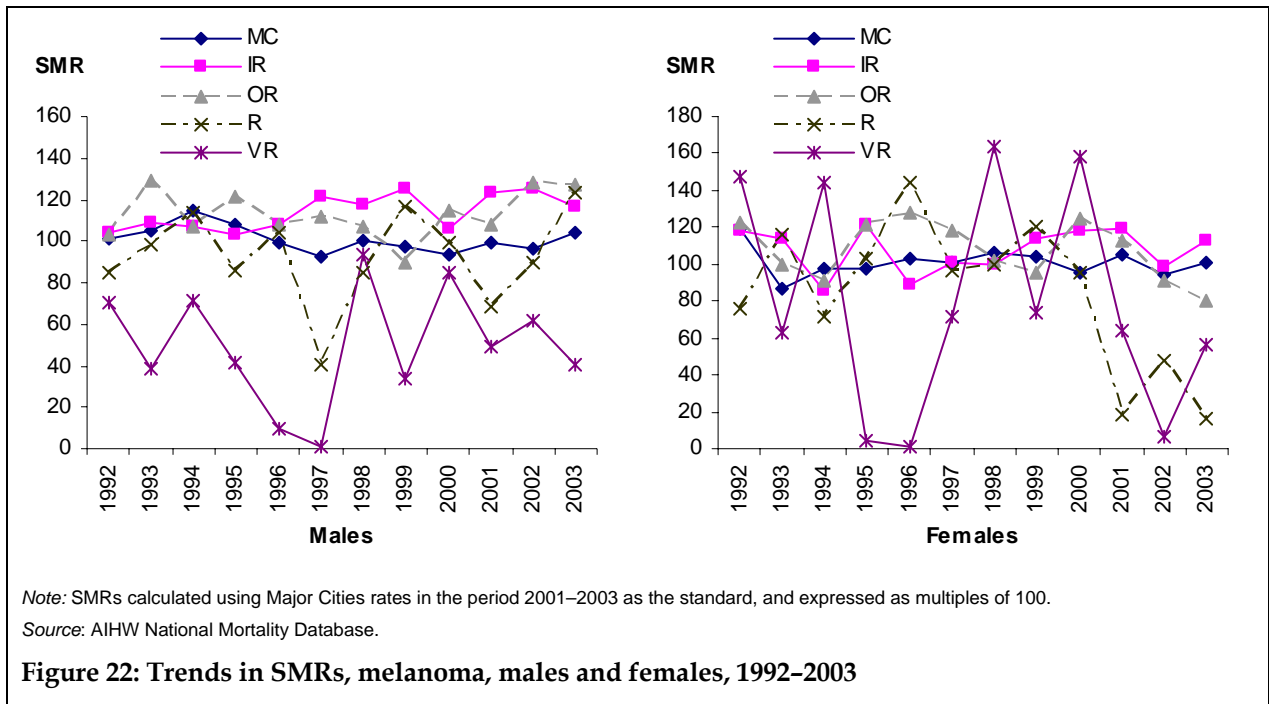 MC
IR
OR
R
VR
SMR
160
140
120
100
80
60
40
20
0
1992
1993
1994
1995
1996
1997
1998
1999
2000
2001
2002
2003
Males
MC
IR
OR
R
VR
SMR
180
160
140
120
100
80
60
40
20
0
1992
1993
1994
1995
1996
1997
1998
1999
2000
2001
2002
2003
Females
Note: SMRs calculated using Major Cities rates in the period 2001–2003 as the standard, and expressed as multiples of 100.
Source: AIHW National Mortality Database.
Figure 22: Trends in SMRs, melanoma, males and females, 1992–2003